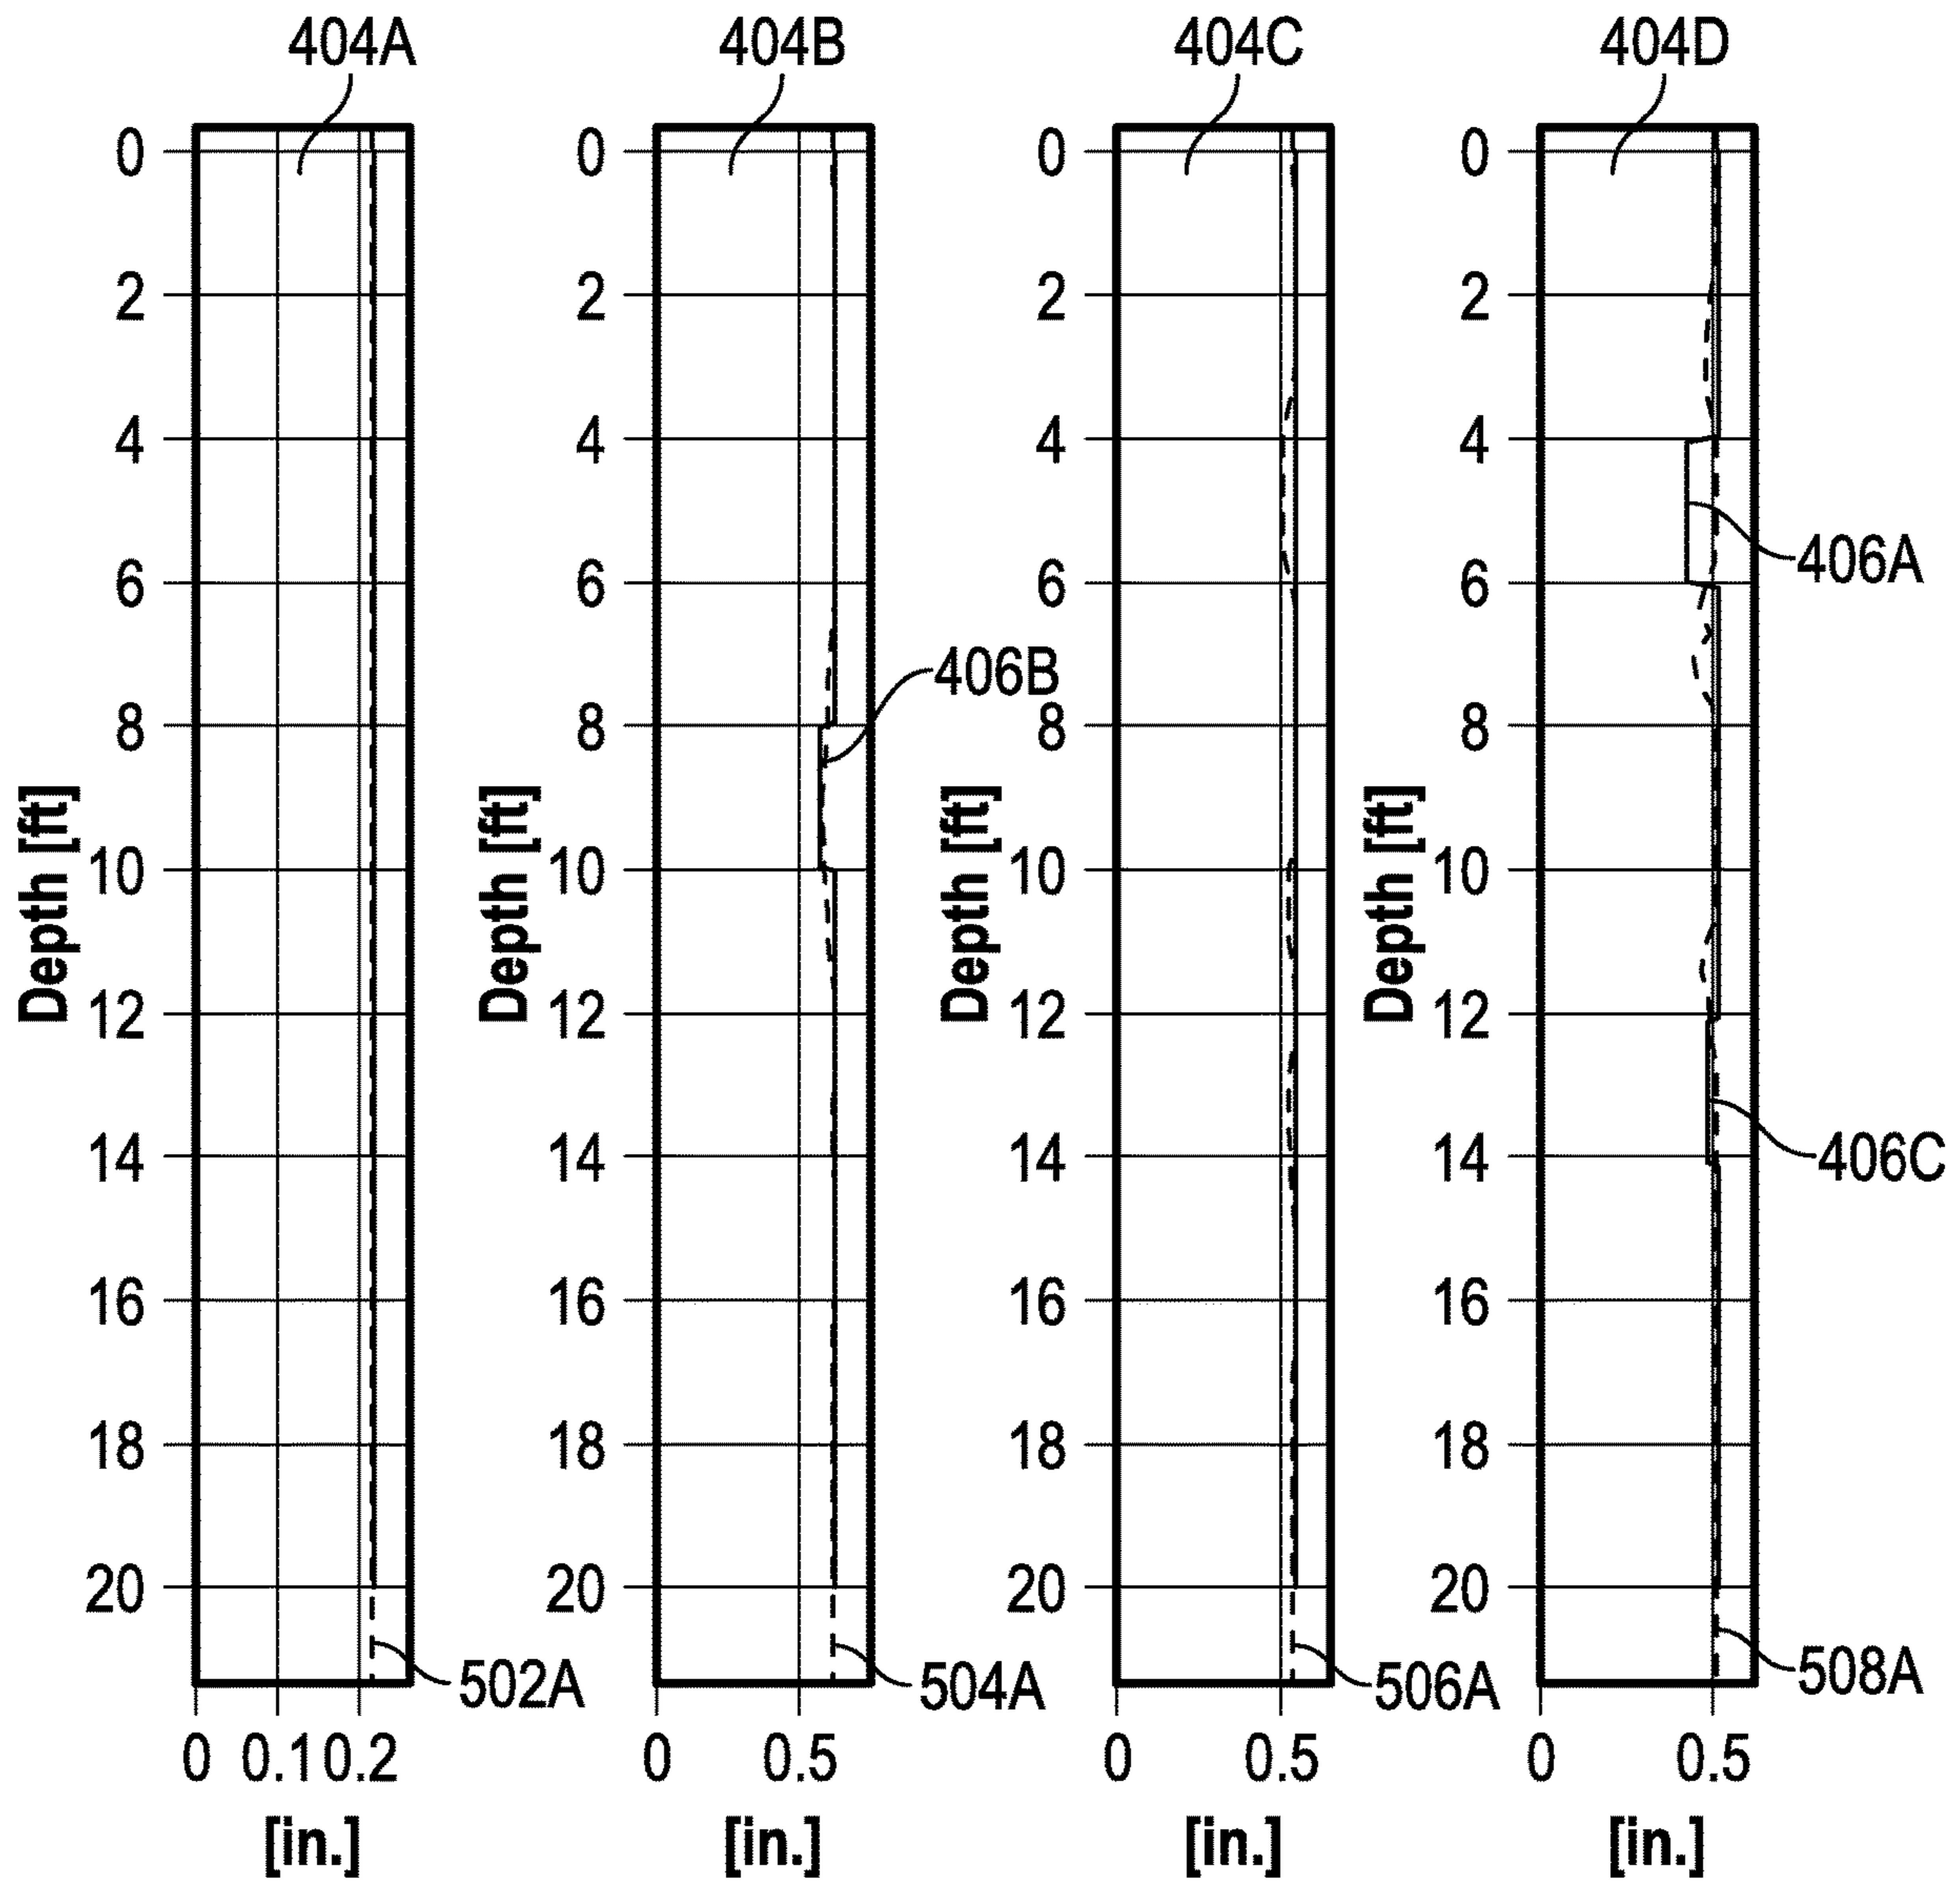 404A 404B 404C 404D
0 0 0 0
2 2 2 2
4 4 4 4
406A
6 6 6 6
406B
8 8 8 8
Depth [ft] Depth [ft] Depth [ft] Depth [ft]
10 10 10 10
12 12 12 12
14 14 14 14
406C
16 16 16 16
18 18 18 18
20 20 20 20
502A 504A 506A 508A
0 0.1 0.2 0 0.5 0 0.5 0 0.5
[in.] [in.] [in.] [in.]